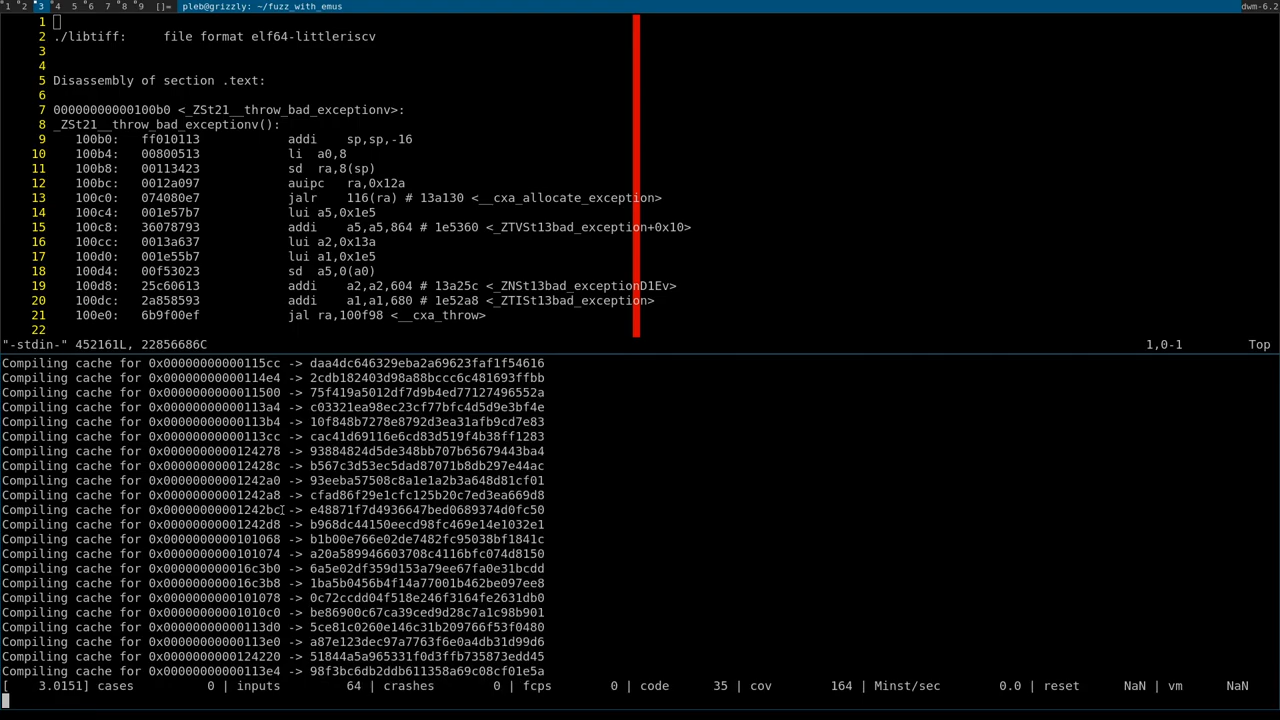 1 2 3 4 5 6 7 8 9 []= pleb@grizzly: ~/fuzz_with_emus dwm-6.2
1
2 ./libtiff:     file format elf64-littleriscv
3
4
5 Disassembly of section .text:
6
7 00000000000100b0 <_ZSt21__throw_bad_exceptionv>:
8 _ZSt21__throw_bad_exceptionv():
9    100b0:   ff010113            addi    sp,sp,-16
10    100b4:   00800513            li  a0,8
11    100b8:   00113423            sd  ra,8(sp)
12    100bc:   0012a097            auipc   ra,0x12a
13    100c0:   074080e7            jalr    116(ra) # 13a130 <__cxa_allocate_exception>
14    100c4:   001e57b7            lui a5,0x1e5
15    100c8:   36078793            addi    a5,a5,864 # 1e5360 <_ZTVSt13bad_exception+0x10>
16    100cc:   0013a637            lui a2,0x13a
17    100d0:   001e55b7            lui a1,0x1e5
18    100d4:   00f53023            sd  a5,0(a0)
19    100d8:   25c60613            addi    a2,a2,604 # 13a25c <_ZNSt13bad_exceptionD1Ev>
20    100dc:   2a858593            addi    a1,a1,680 # 1e52a8 <_ZTISt13bad_exception>
21    100e0:   6b9f00ef            jal ra,100f98 <__cxa_throw>
22
"-stdin-" 452161L, 22856686C 1,0-1 Top
Compiling cache for 0x00000000000115cc -> daa4dc646329eba2a69623faf1f54616
Compiling cache for 0x00000000000114e4 -> 2cdb182403d98a88bccc6c481693ffbb
Compiling cache for 0x0000000000011500 -> 75f419a5012df7d9b4ed77127496552a
Compiling cache for 0x00000000000113a4 -> c03321ea98ec23cf77bfc4d5d9e3bf4e
Compiling cache for 0x00000000000113b4 -> 10f848b7278e8792d3ea31afb9cd7e83
Compiling cache for 0x00000000000113cc -> cac41d69116e6cd83d519f4b38ff1283
Compiling cache for 0x0000000000124278 -> 93884824d5de348bb707b65679443ba4
Compiling cache for 0x000000000012428c -> b567c3d53ec5dad87071b8db297e44ac
Compiling cache for 0x00000000001242a0 -> 93eeba57508c8a1e1a2b3a648d81cf01
Compiling cache for 0x00000000001242a8 -> cfad86f29e1cfc125b20c7ed3ea669d8
Compiling cache for 0x00000000001242bc -> e48871f7d4936647bed0689374d0fc50
Compiling cache for 0x00000000001242d8 -> b968dc44150eecd98fc469e14e1032e1
Compiling cache for 0x0000000000101068 -> b1b00e766e02de7482fc95038bf1841c
Compiling cache for 0x0000000000101074 -> a20a589946603708c4116bfc074d8150
Compiling cache for 0x000000000016c3b0 -> 6a5e02df359d153a79ee67fa0e31bcdd
Compiling cache for 0x000000000016c3b8 -> 1ba5b0456b4f14a77001b462be097ee8
Compiling cache for 0x0000000000101078 -> 0c72ccdd04f518e246f3164fe2631db0
Compiling cache for 0x00000000001010c0 -> be86900c67ca39ced9d28c7a1c98b901
Compiling cache for 0x00000000000113d0 -> 5ce81c0260e146c31b209766f53f0480
Compiling cache for 0x00000000000113e0 -> a87e123dec97a7763f6e0a4db31d99d6
Compiling cache for 0x0000000000124220 -> 51844a5a965331f0d3ffb735873edd45
Compiling cache for 0x00000000000113e4 -> 98f3bc6db2ddb611358a69c08cf01e5a
[    3.0151] cases          0 | inputs         64 | crashes        0 | fcps        0 | code     35 | cov        164 | Minst/sec        0.0 | reset      NaN | vm      NaN